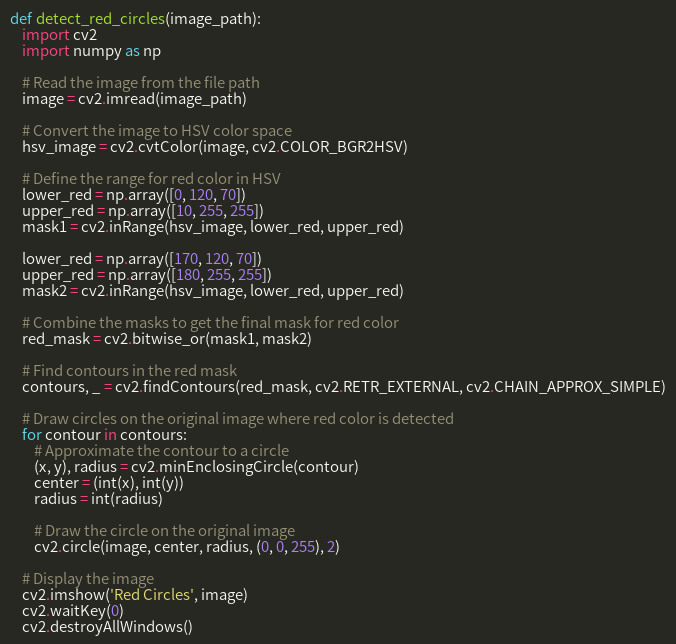 def detect_red_circles(image_path):
    import cv2
    import numpy as np

    # Read the image from the file path
    image = cv2.imread(image_path)

    # Convert the image to HSV color space
    hsv_image = cv2.cvtColor(image, cv2.COLOR_BGR2HSV)

    # Define the range for red color in HSV
    lower_red = np.array([0, 120, 70])
    upper_red = np.array([10, 255, 255])
    mask1 = cv2.inRange(hsv_image, lower_red, upper_red)

    lower_red = np.array([170, 120, 70])
    upper_red = np.array([180, 255, 255])
    mask2 = cv2.inRange(hsv_image, lower_red, upper_red)

    # Combine the masks to get the final mask for red color
    red_mask = cv2.bitwise_or(mask1, mask2)

    # Find contours in the red mask
    contours, _ = cv2.findContours(red_mask, cv2.RETR_EXTERNAL, cv2.CHAIN_APPROX_SIMPLE)

    # Draw circles on the original image where red color is detected
    for contour in contours:
        # Approximate the contour to a circle
        (x, y), radius = cv2.minEnclosingCircle(contour)
        center = (int(x), int(y))
        radius = int(radius)

        # Draw the circle on the original image
        cv2.circle(image, center, radius, (0, 0, 255), 2)

    # Display the image
    cv2.imshow('Red Circles', image)
    cv2.waitKey(0)
    cv2.destroyAllWindows()